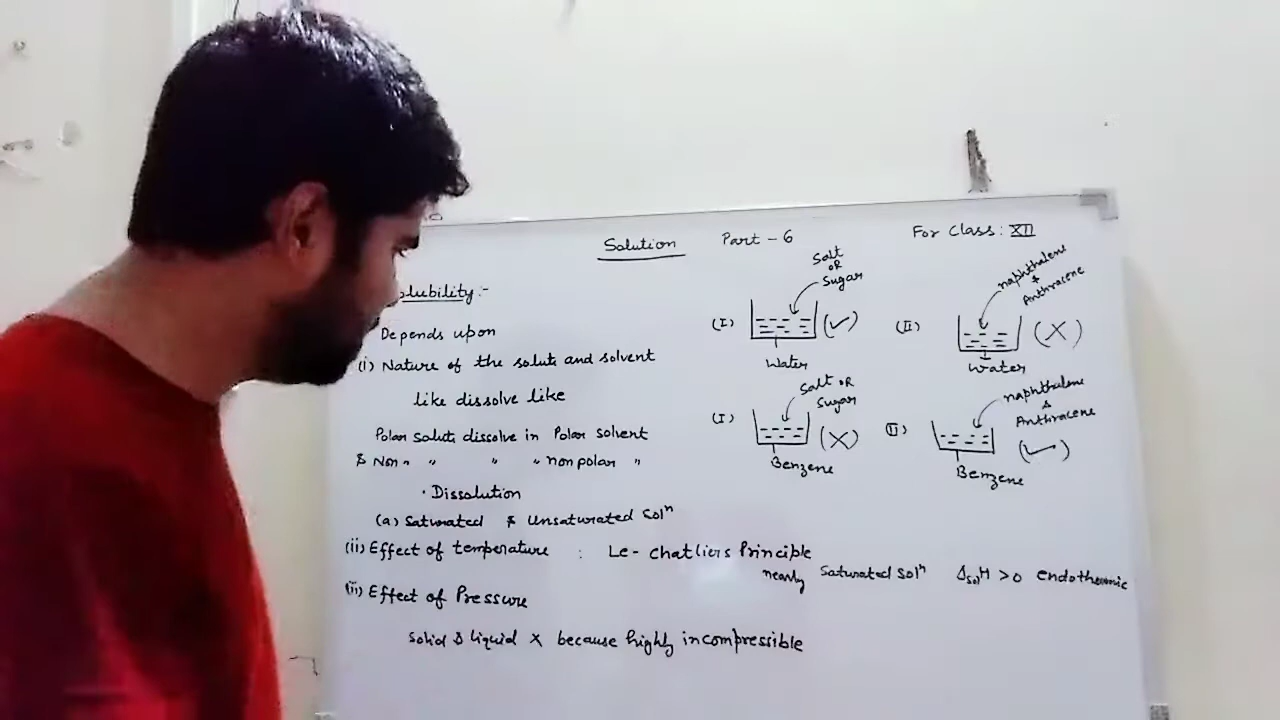 Solution Part - 6 For Class: XII
olubility:-
Depends upon
(i) Nature of the solute and solvent
like dissolve like
Polar solute dissolve in Polar solvent
& Non " " " " nonpolar "
· Dissolution
(a) Saturated & Unsaturated Solⁿ
(ii) Effect of temperature : Le - chatliers Principle
nearly Saturated Solⁿ ΔsolH > 0 endothermic
(ii) Effect of Pressure
Solid & liquid X because highly incompressible
Salt
OR
Sugar
(I) (✓)
Water
naphthalene
&
Anthracene
(II) (X)
Water
Salt OR
Sugar
(I) (X)
Benzene
naphthalene
&
Anthracene
(II) (✓)
Benzene